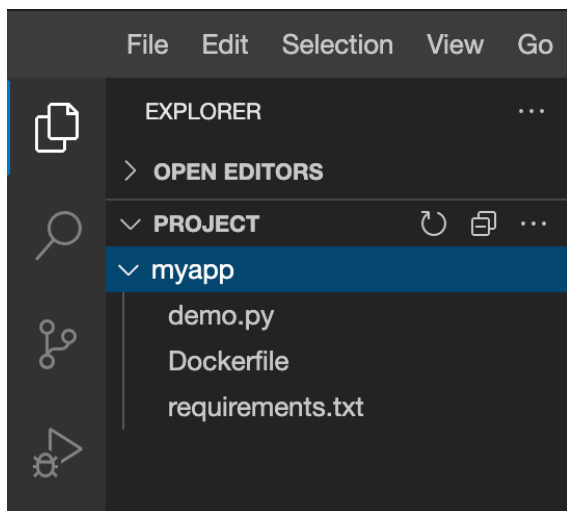 File Edit Selection View Go
EXPLORER
OPEN EDITORS
PROJECT
myapp
demo.py
Dockerfile
requirements.txt